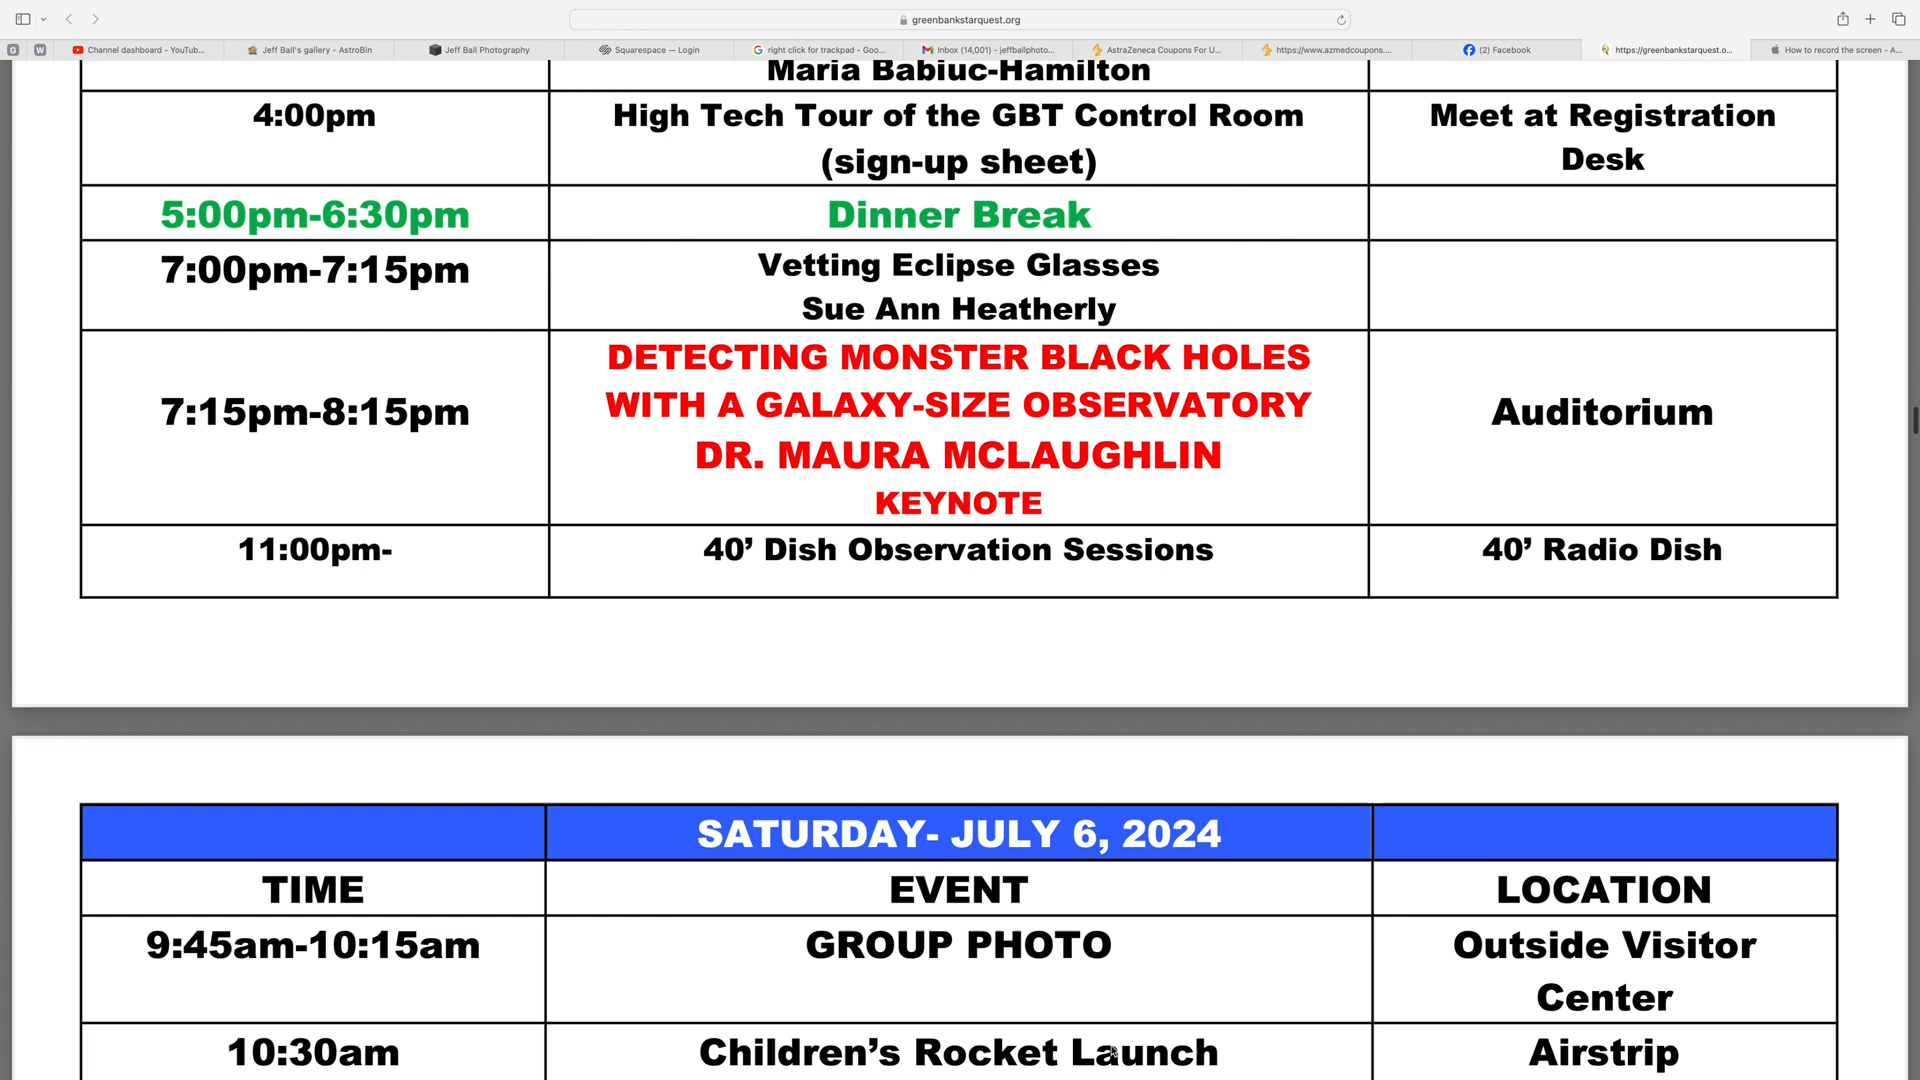 greenbankstarquest.org
G
W
Channel dashboard - YouTub...
Jeff Ball's gallery - AstroBin
Jeff Ball Photography
Squarespace — Login
right click for trackpad - Goo...
Inbox (14,001) - jeffballphoto...
AstraZeneca Coupons For U...
https://www.azmedcoupons....
(2) Facebook
https://greenbankstarquest.o...
How to record the screen - A...
Maria Babiuc-Hamilton
4:00pm
High Tech Tour of the GBT Control Room
(sign-up sheet)
Meet at Registration
Desk
5:00pm-6:30pm
Dinner Break
7:00pm-7:15pm
Vetting Eclipse Glasses
Sue Ann Heatherly
7:15pm-8:15pm
DETECTING MONSTER BLACK HOLES
WITH A GALAXY-SIZE OBSERVATORY
DR. MAURA MCLAUGHLIN
KEYNOTE
Auditorium
11:00pm-
40’ Dish Observation Sessions
40’ Radio Dish
SATURDAY- JULY 6, 2024
TIME
EVENT
LOCATION
9:45am-10:15am
GROUP PHOTO
Outside Visitor
Center
10:30am
Children’s Rocket Launch
Airstrip